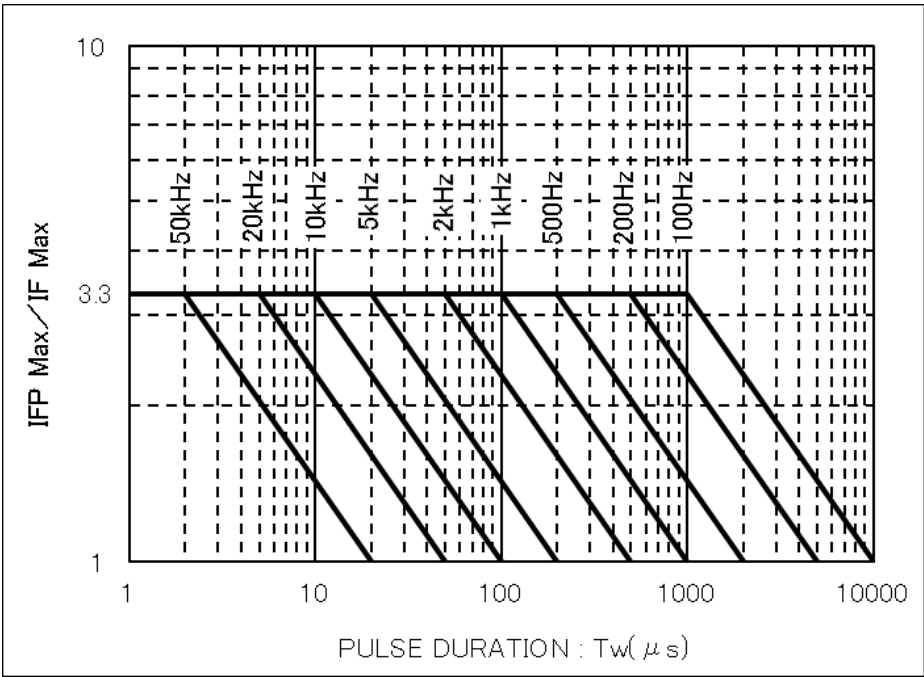 10
50kHz
20kHz
10kHz
5kHz
2kHz
1kHz
500Hz
200Hz
100Hz
3.3
IFP Max／IF Max
1
1
10
100
1000
10000
PULSE DURATION : Tw(μs)